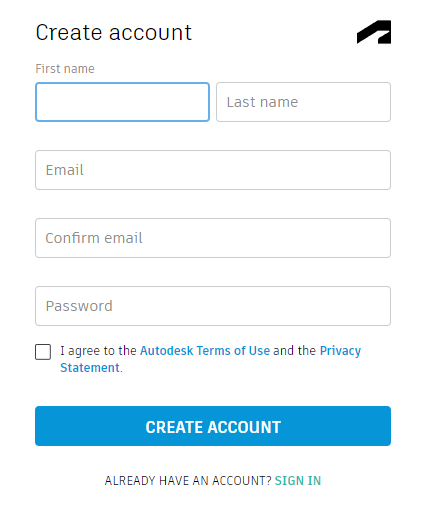 Create account
First name
Last name
Email
Confirm email
Password
I agree to the Autodesk Terms of Use and the Privacy
Statement.
CREATE ACCOUNT
ALREADY HAVE AN ACCOUNT? SIGN IN